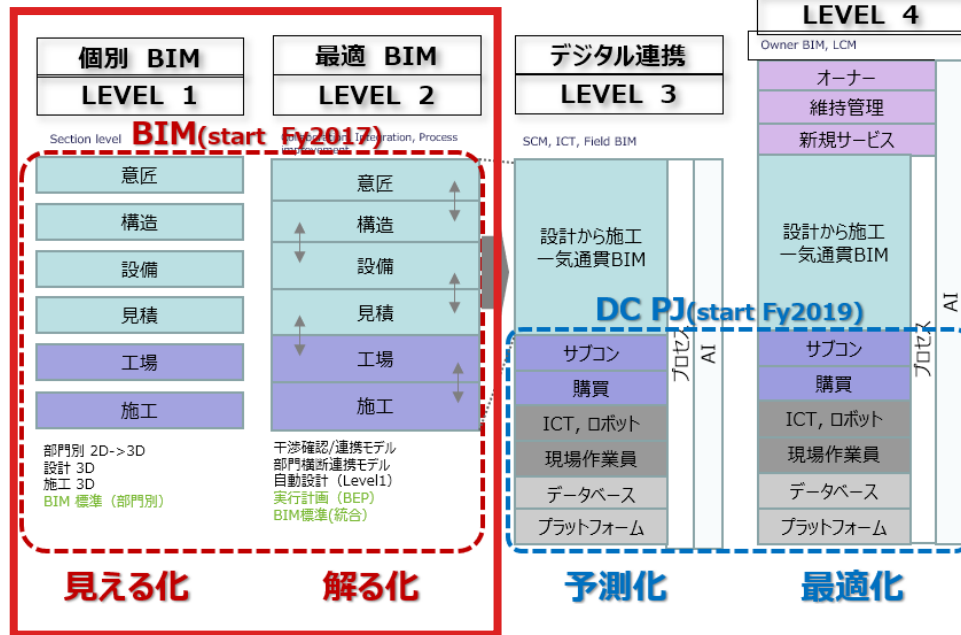 個別 BIM
LEVEL 1
Section level
意匠
構造
設備
見積
工場
施工
部門別 2D->3D
設計 3D
施工 3D
BIM 標準（部門別）
見える化
BIM(start Fy2017)
最適 BIM
LEVEL 2
Integration, Process
improvement
意匠
構造
設備
見積
工場
施工
干渉確認/連携モデル
部門横断連携モデル
自動設計（Level1）
実行計画（BEP）
BIM標準(統合)
解る化
デジタル連携
LEVEL 3
SCM, ICT, Field BIM
設計から施工
一気通貫BIM
サブコン
購買
ICT, ロボット
現場作業員
データベース
プラットフォーム
プロセス
AI
予測化
DC PJ(start Fy2019)
LEVEL 4
Owner BIM, LCM
オーナー
維持管理
新規サービス
設計から施工
一気通貫BIM
サブコン
購買
ICT, ロボット
現場作業員
データベース
プラットフォーム
プロセス
AI
最適化